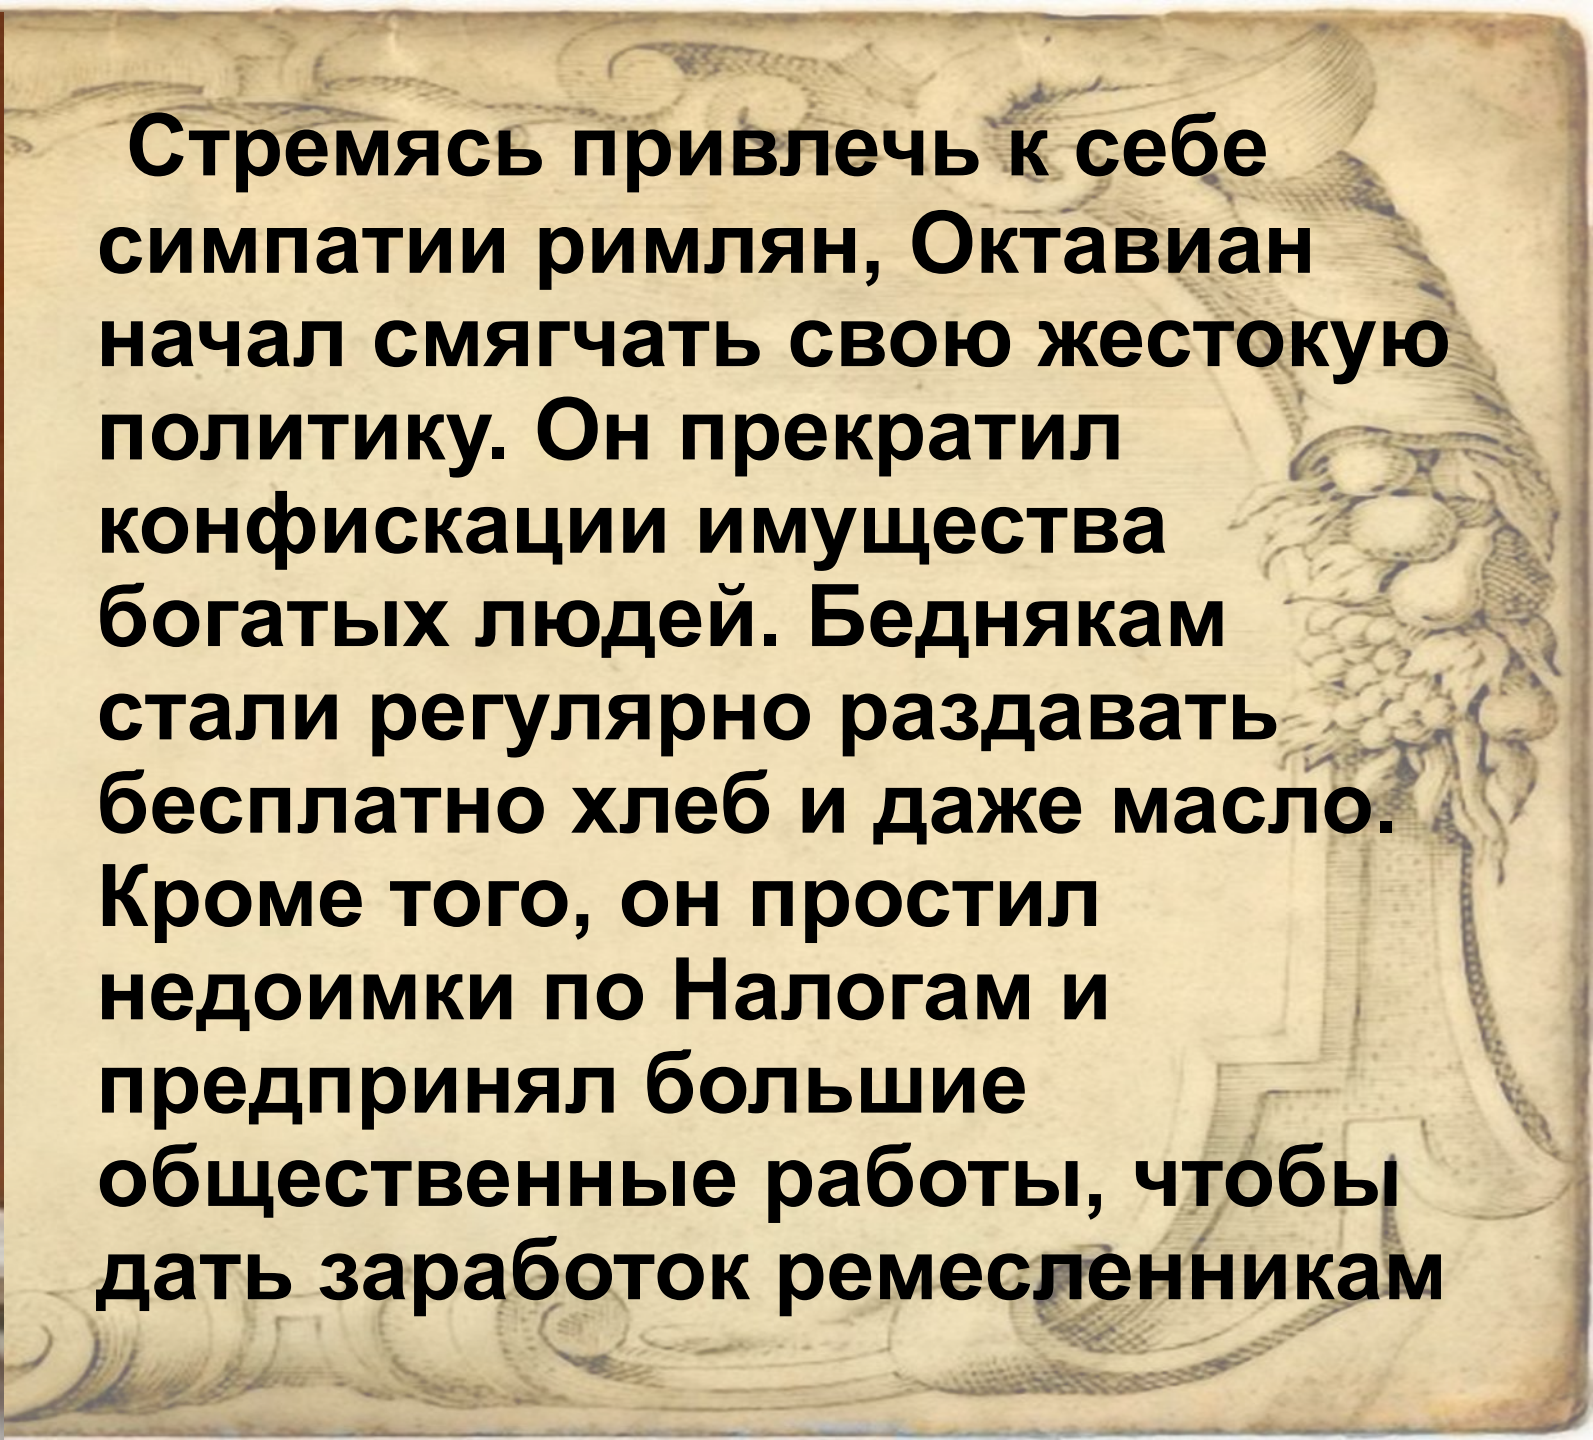 Стремясь привлечь к себе
симпатии римлян, Октавиан
начал смягчать свою жестокую
политику. Он прекратил
конфискации имущества
богатых людей. Беднякам
стали регулярно раздавать
бесплатно хлеб и даже масло.
Кроме того, он простил
недоимки по Налогам и
предпринял большие
общественные работы, чтобы
дать заработок ремесленникам